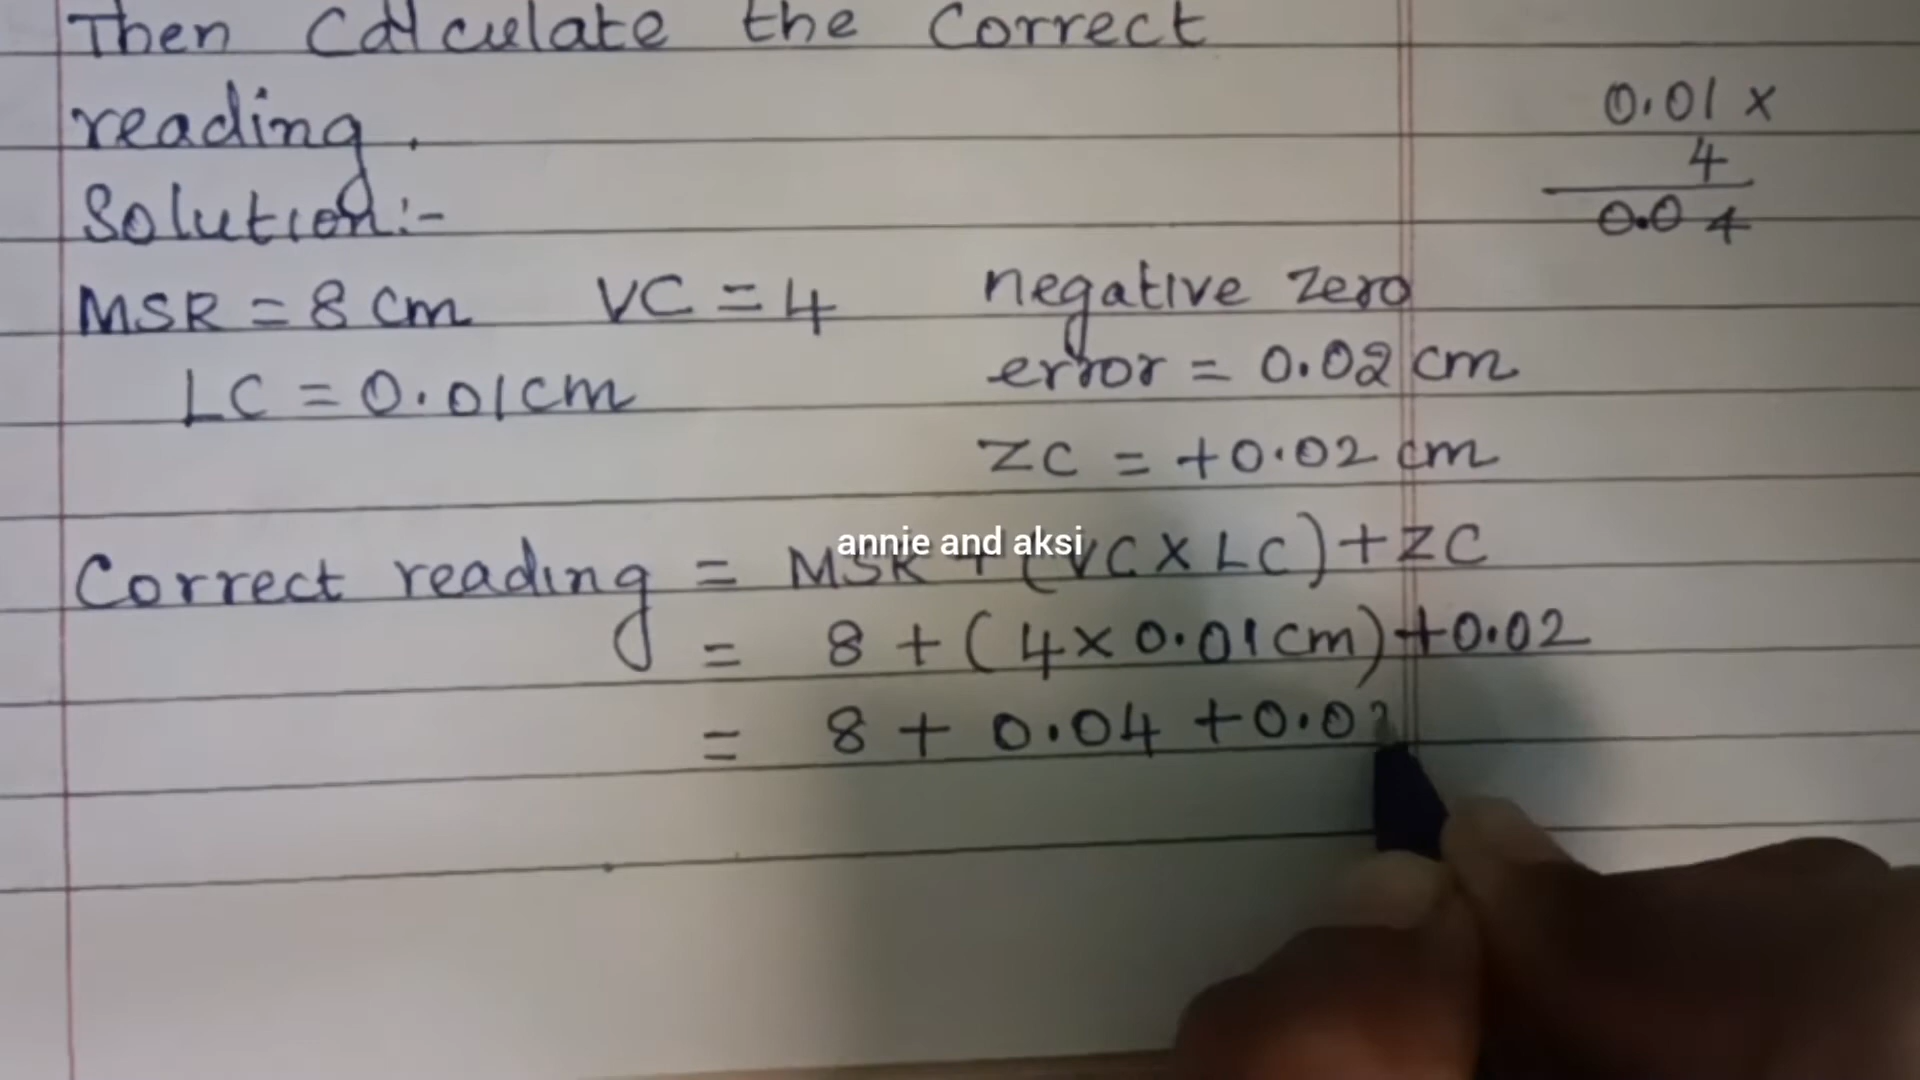 Then Calculate the Correct
reading.
Solution:-
MSR = 8 cm VC = 4
LC = 0.01cm
negative zero
error = 0.02 cm
ZC = +0.02 cm
0.01 x
4
0.04
Correct reading = MSR + (VC X LC) + ZC
= 8 + (4 x 0.01cm) + 0.02
= 8 + 0.04 + 0.02
annie and aksi